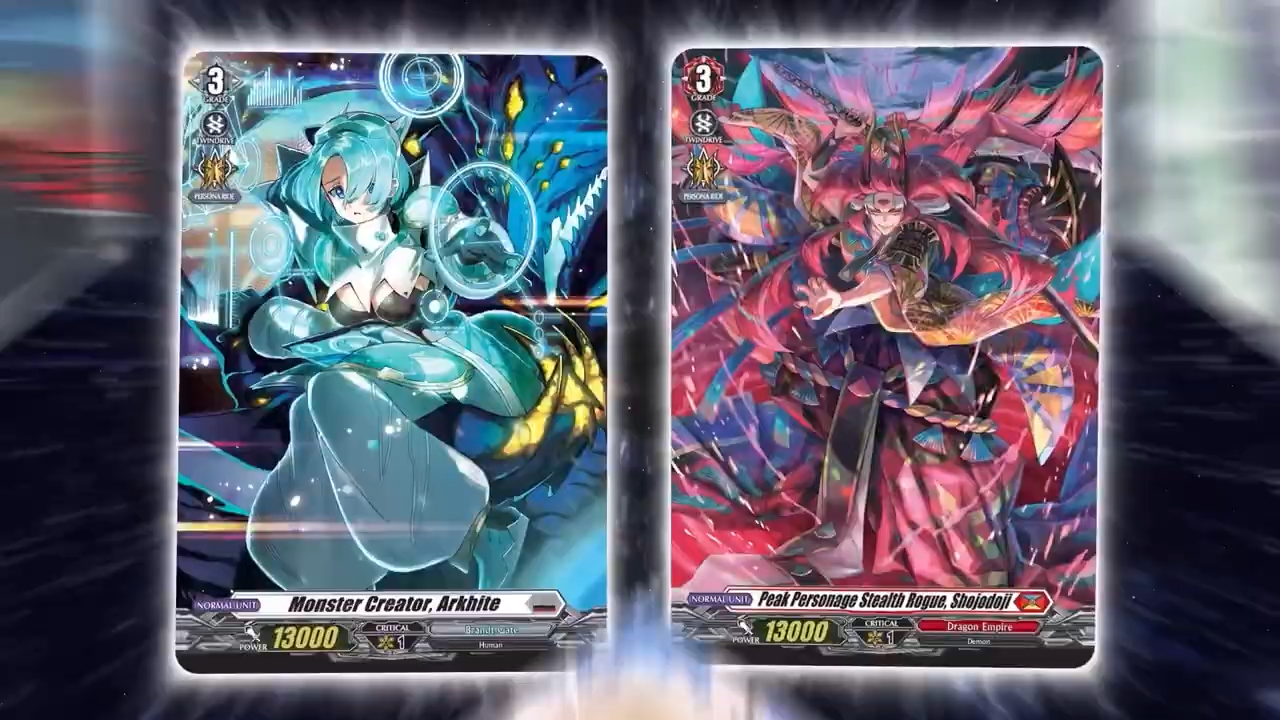 3
GRADE
TWINDRIVE
PERSONA RIDE
NORMAL UNIT
Monster Creator, Arkhite
POWER
13000
CRITICAL
1
Brandt Gate
Human
3
GRADE
TWINDRIVE
PERSONA RIDE
NORMAL UNIT
Peak Personage Stealth Rogue, Shojodoji
POWER
13000
CRITICAL
1
Dragon Empire
Demon